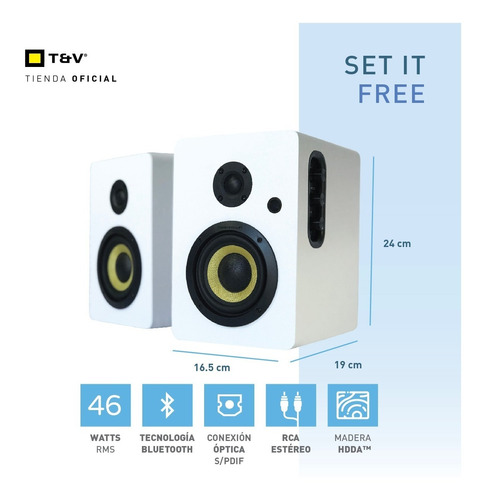 T&V®
TIENDA OFICIAL
SET IT
FREE
24 cm
16.5 cm
19 cm
46
WATTS
RMS
TECNOLOGÍA
BLUETOOTH
CONEXIÓN
ÓPTICA
S/PDIF
RCA
ESTÉREO
MADERA
HDDA™